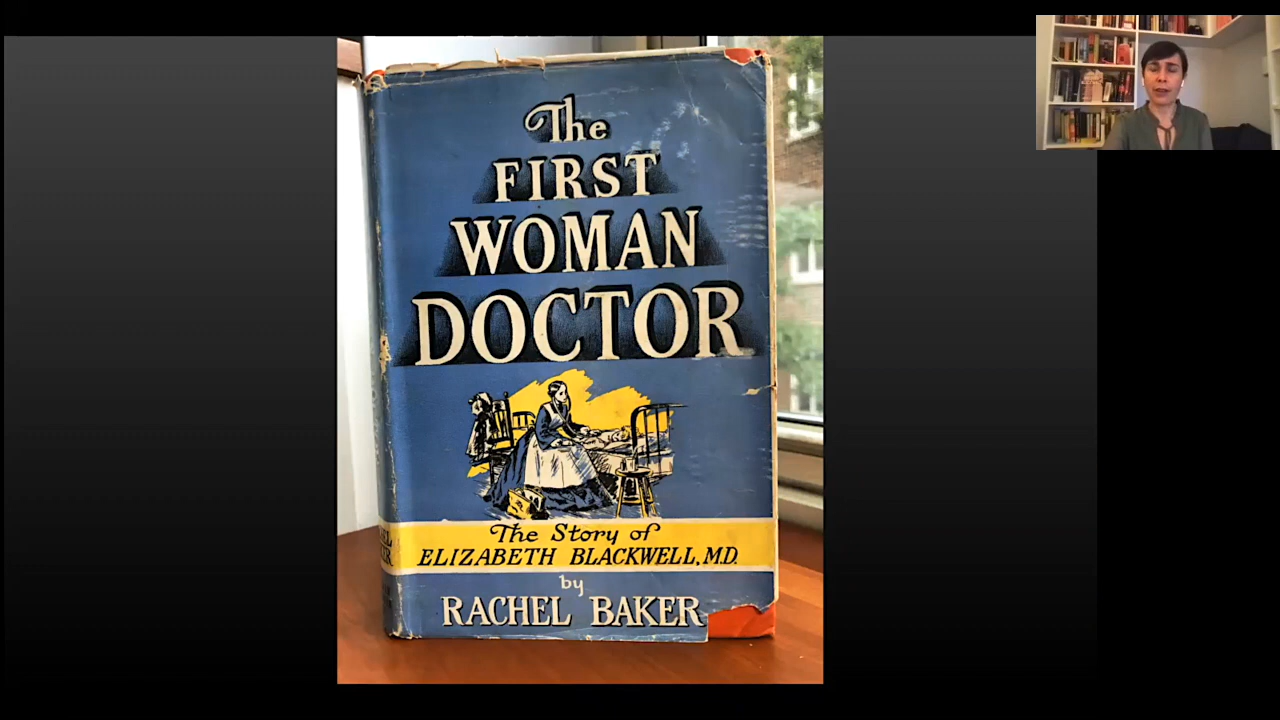 The
FIRST
WOMAN
DOCTOR
The Story of
ELIZABETH BLACKWELL, M.D.
by
RACHEL BAKER